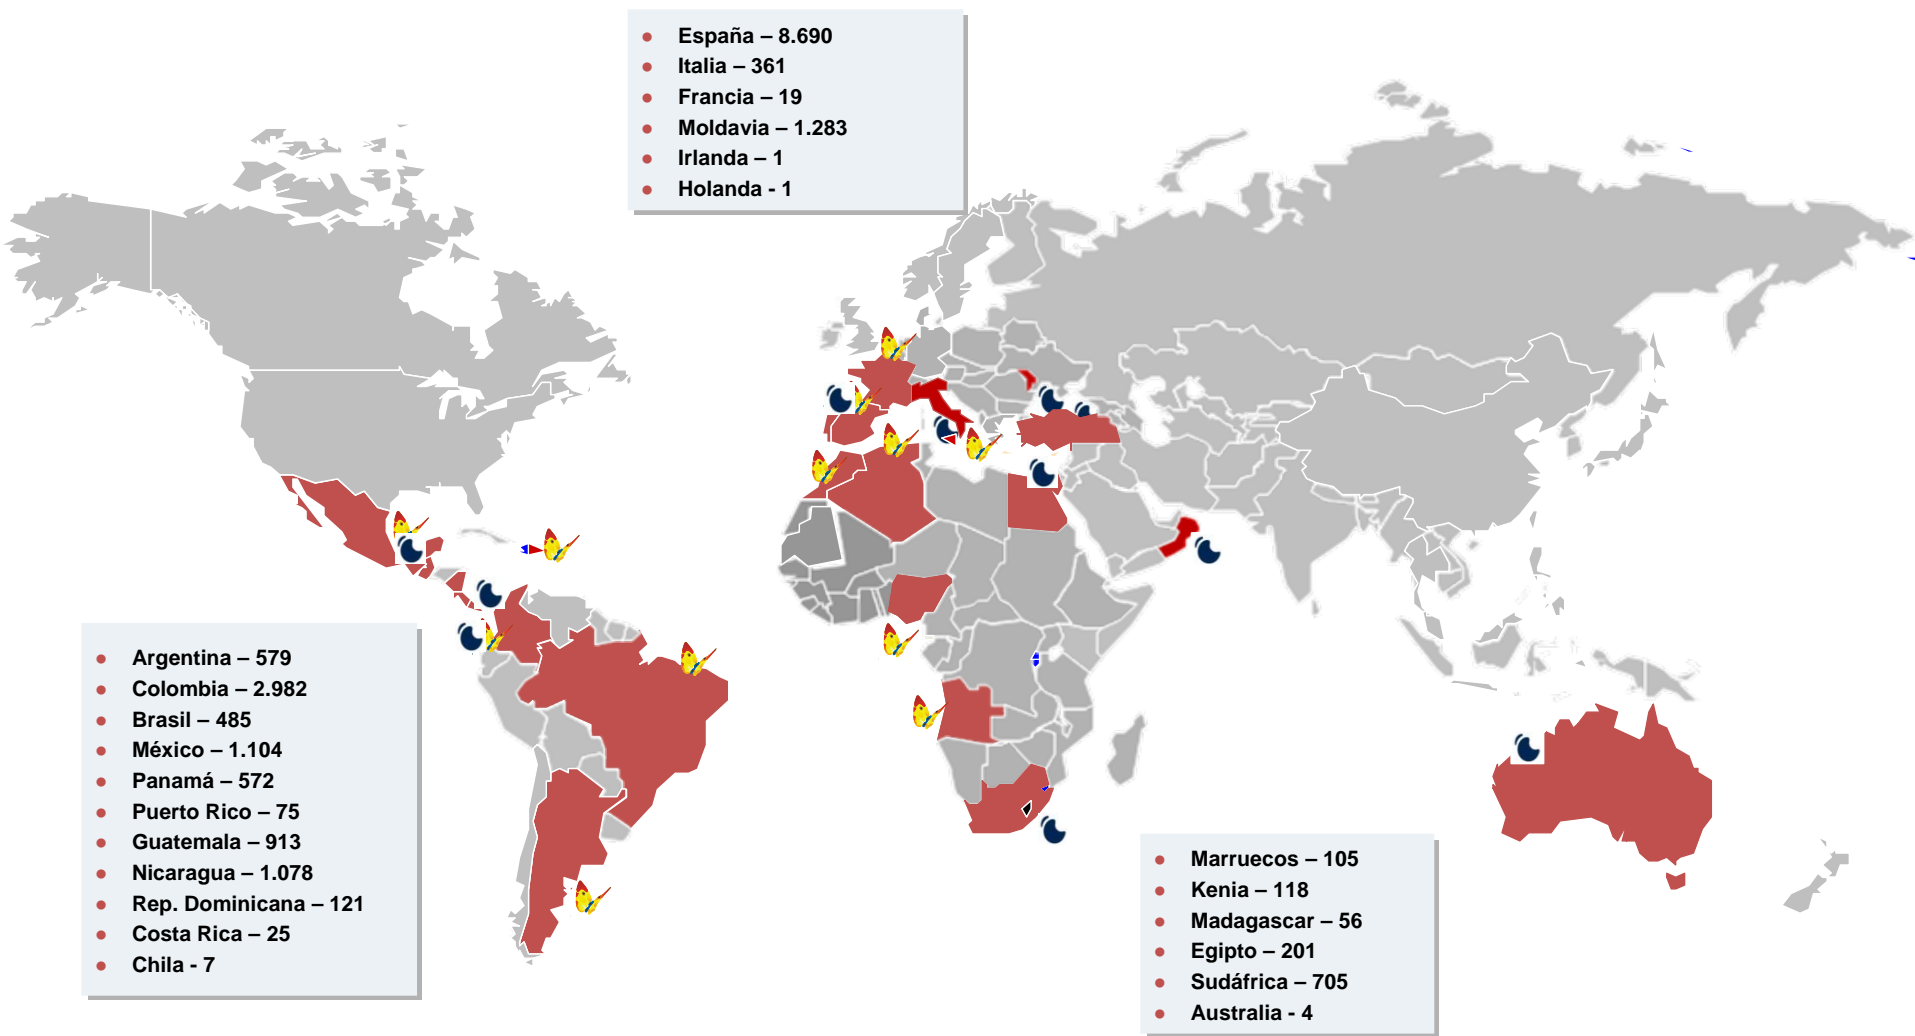 España – 8.690
Italia – 361
Francia – 19
Moldavia – 1.283
Irlanda – 1
Holanda - 1
Argentina – 579
Colombia – 2.982
Brasil – 485
México – 1.104
Panamá – 572
Puerto Rico – 75
Guatemala – 913
Nicaragua – 1.078
Rep. Dominicana – 121
Costa Rica – 25
Chila - 7
Marruecos – 105
Kenia – 118
Madagascar – 56
Egipto – 201
Sudáfrica – 705
Australia - 4